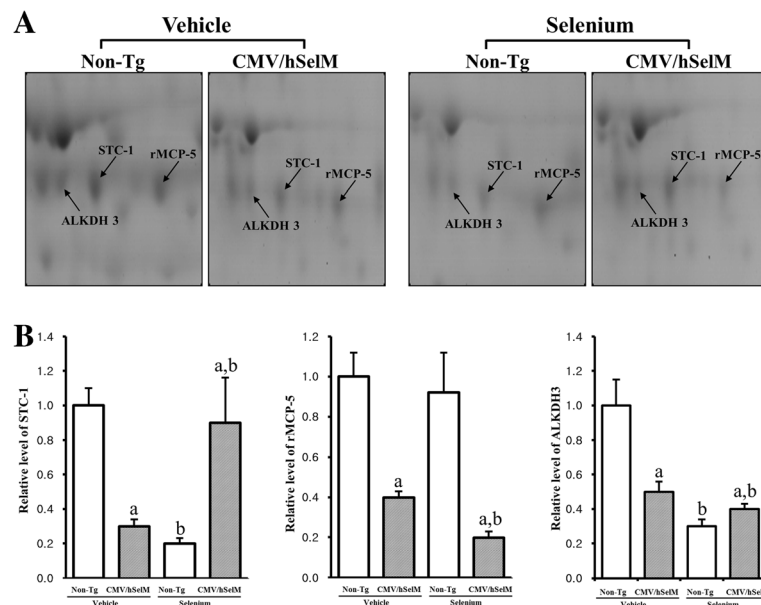 A
Vehicle
Selenium
Non-Tg
CMV/hSelM
Non-Tg
CMV/hSelM
STC-1
rMCP-5
ALKDH 3
STC-1
rMCP-5
ALKDH 3
STC-1
rMCP-5
ALKDH 3
STC-1
rMCP-5
ALKDH 3
B
Relative level of STC-1
1.4
1.2
1.0
0.8
0.6
0.4
0.2
0.0
a
b
a,b
Non-Tg
CMV/hSelM
Non-Tg
CMV/hSelM
Vehicle
Selenium
Relative level of rMCP-5
1.2
1.0
0.8
0.6
0.4
0.2
0.0
a
a,b
Non-Tg
CMV/hSelM
Non-Tg
CMV/hSelM
Vehicle
Selenium
Relative level of ALKDH3
1.4
1.2
1.0
0.8
0.6
0.4
0.2
0.0
a
b
a,b
Non-Tg
CMV/hSelM
Non-Tg
CMV/hSelM
Vehicle
Selenium